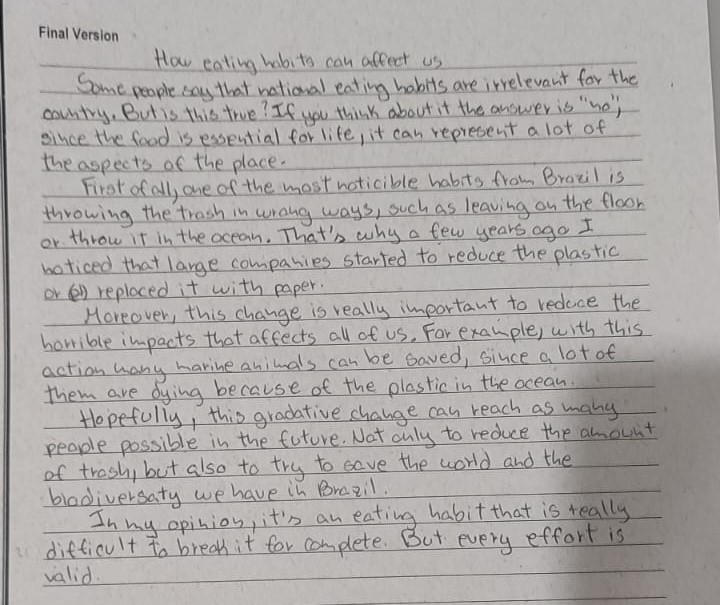 Final Version
How eating habits can affect us
Some people say that national eating habits are irrelevant for the
country. But is this true? If you think about it the answer is "no",
since the food is essential for life, it can represent a lot of
the aspects of the place.
First of all, one of the most noticible habits from Brazil is
throwing the trash in wrong ways, such as leaving on the floor
or throw it in the ocean. That's why a few years ago I
noticed that large companies started to reduce the plastic
or replaced it with paper.
Moreover, this change is really important to reduce the
horrible impacts that affects all of us. For example, with this
action many marine animals can be saved, since a lot of
them are dying because of the plastic in the ocean.
Hopefully, this gradative change can reach as many
people possible in the future. Not only to reduce the amount
of trash, but also to try to save the world and the
biodiversaty we have in Brazil.
In my opinion, it's an eating habit that is really
difficult to break it for complete. But every effort is
valid.